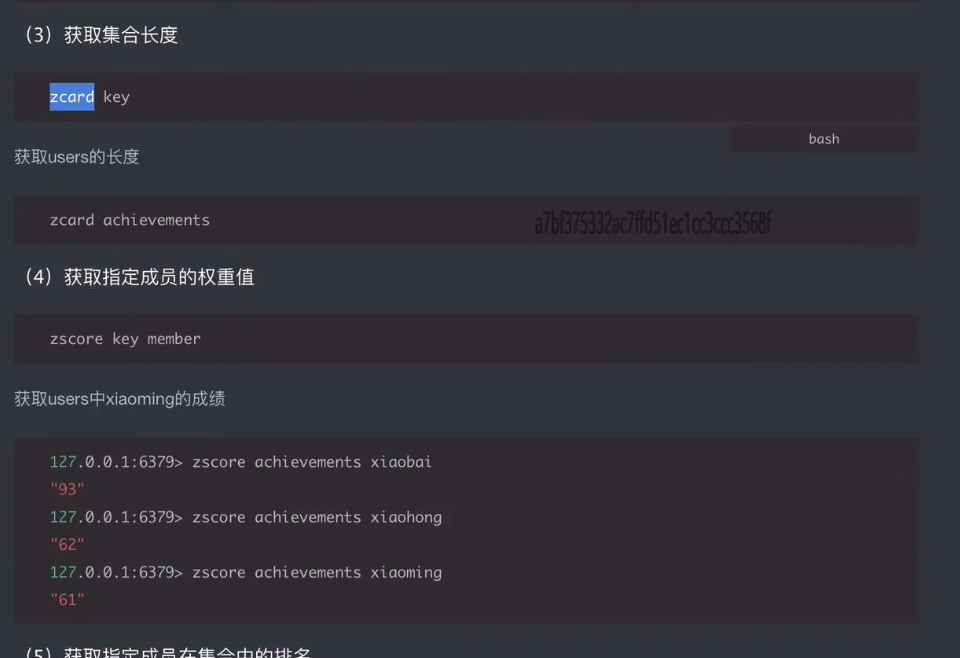 （3）获取集合长度
zcard key
bash
获取users的长度
zcard achievements
a7bf375332ac7ffd51ec1cc3ccc3568f
（4）获取指定成员的权重值
zscore key member
获取users中xiaoming的成绩
127.0.0.1:6379> zscore achievements xiaobai
"93"
127.0.0.1:6379> zscore achievements xiaohong
"62"
127.0.0.1:6379> zscore achievements xiaoming
"61"
（5）获取指定成员在集合中的排名